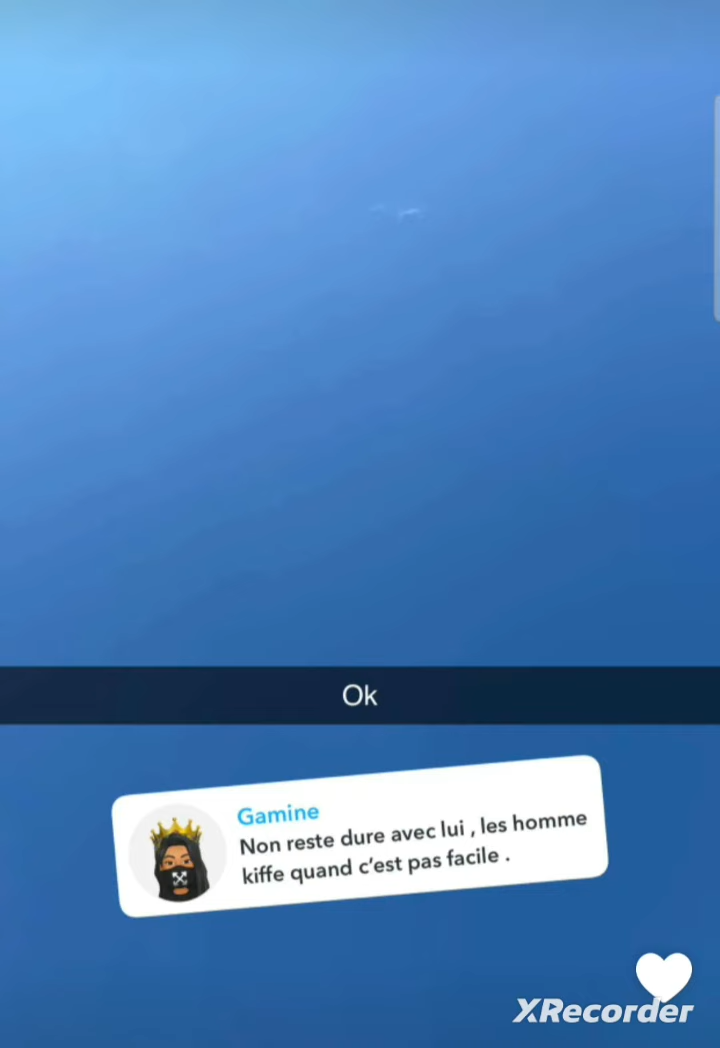 Ok
Gamine
Non reste dure avec lui , les homme
kiffe quand c’est pas facile .
XRecorder